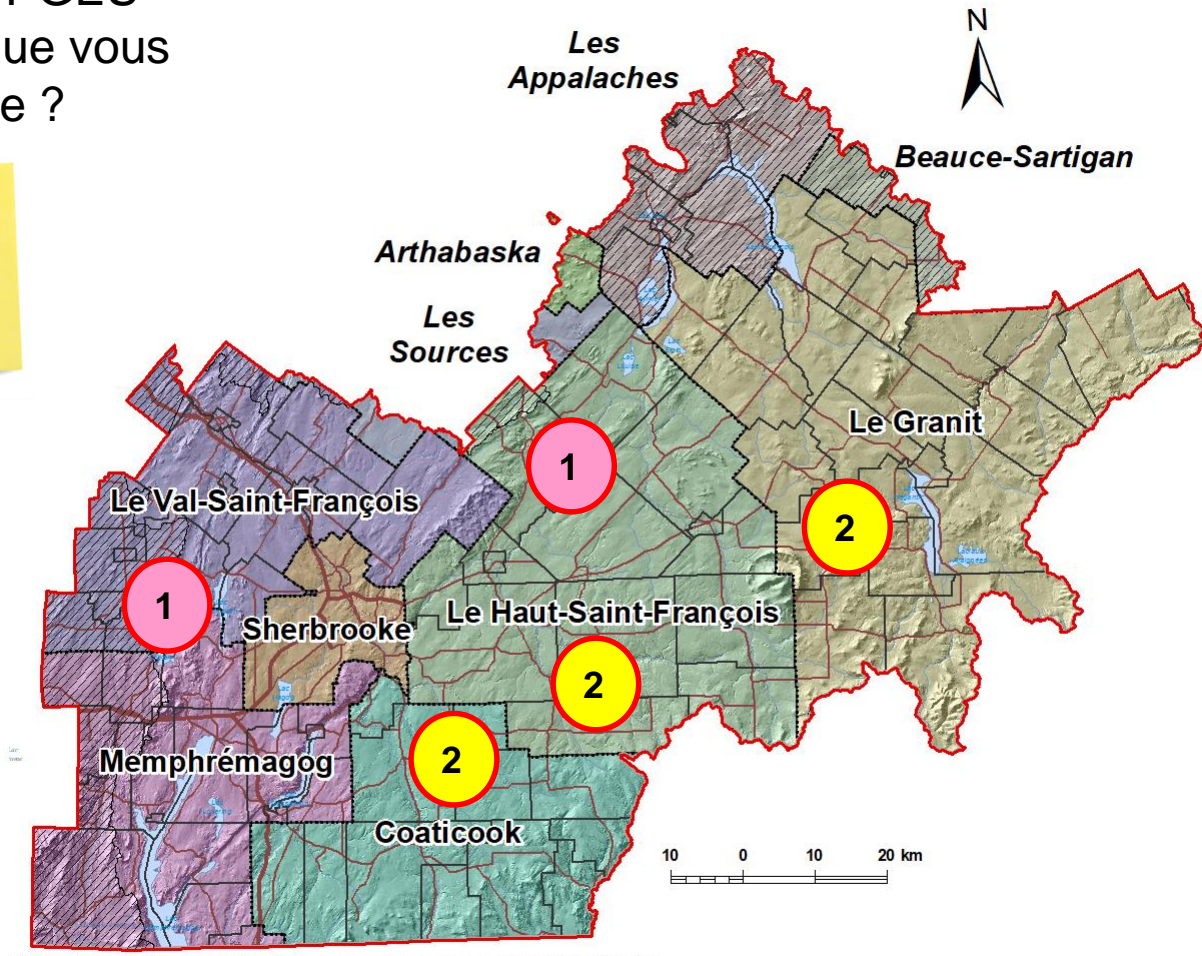 ue vous
e ?
N
Les
Appalaches
Beauce-Sartigan
Arthabaska
Les
Sources
Le Granit
1
Le Val-Saint-François
2
1
Le Haut-Saint-François
Sherbrooke
2
Memphrémagog
2
Coaticook
10 0 10 20 km